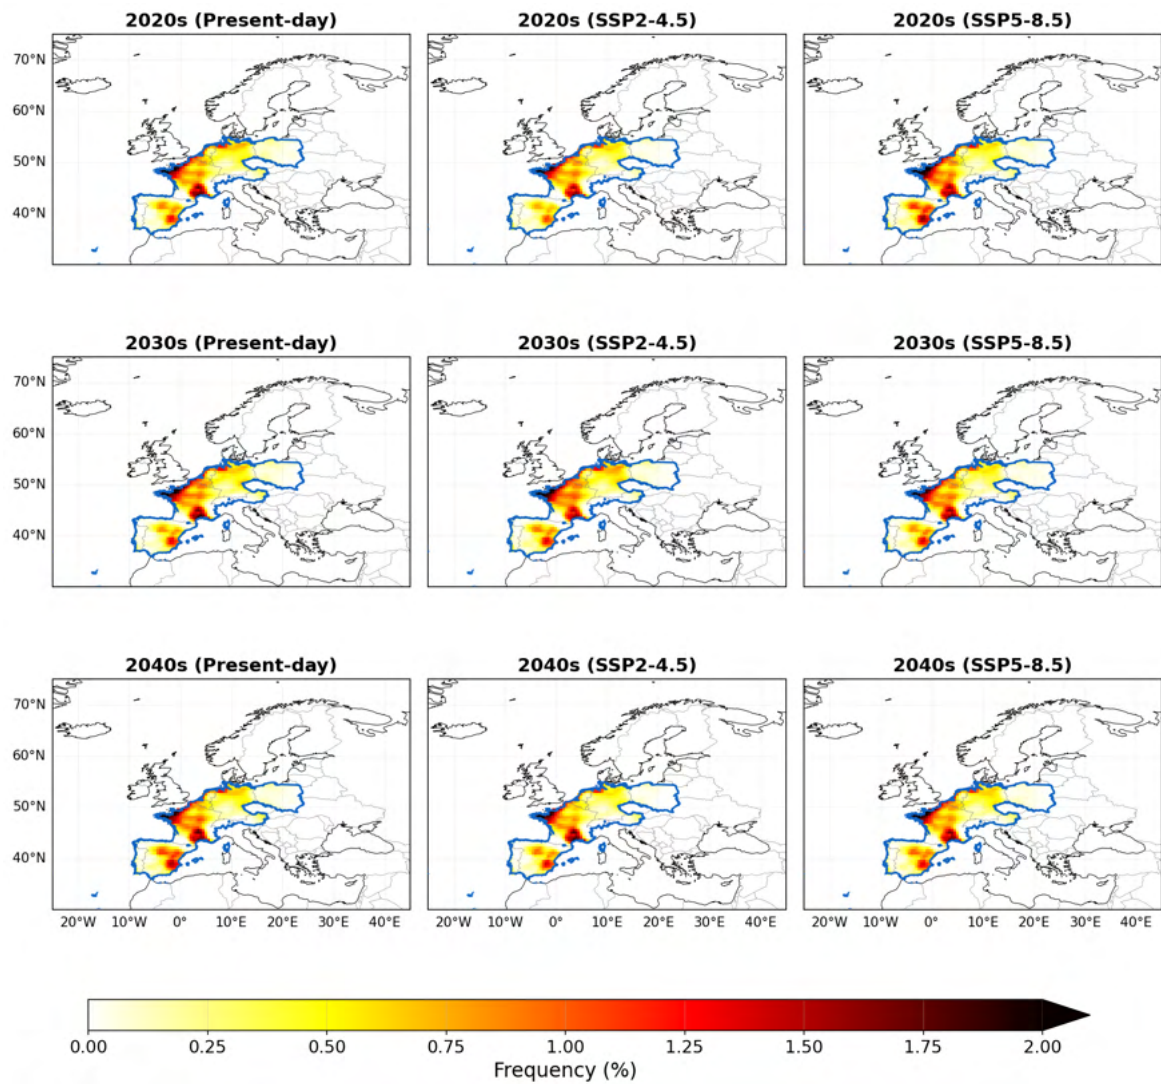 2020s (Present-day) 2020s (SSP2-4.5) 2020s (SSP5-8.5)
70°N
60°N
50°N
40°N
2030s (Present-day) 2030s (SSP2-4.5) 2030s (SSP5-8.5)
70°N
60°N
50°N
40°N
2040s (Present-day) 2040s (SSP2-4.5) 2040s (SSP5-8.5)
70°N
60°N
50°N
40°N
20°W 10°W 0° 10°E 20°E 30°E 40°E 20°W 10°W 0° 10°E 20°E 30°E 40°E 20°W 10°W 0° 10°E 20°E 30°E 40°E
0.00 0.25 0.50 0.75 1.00 1.25 1.50 1.75 2.00
Frequency (%)